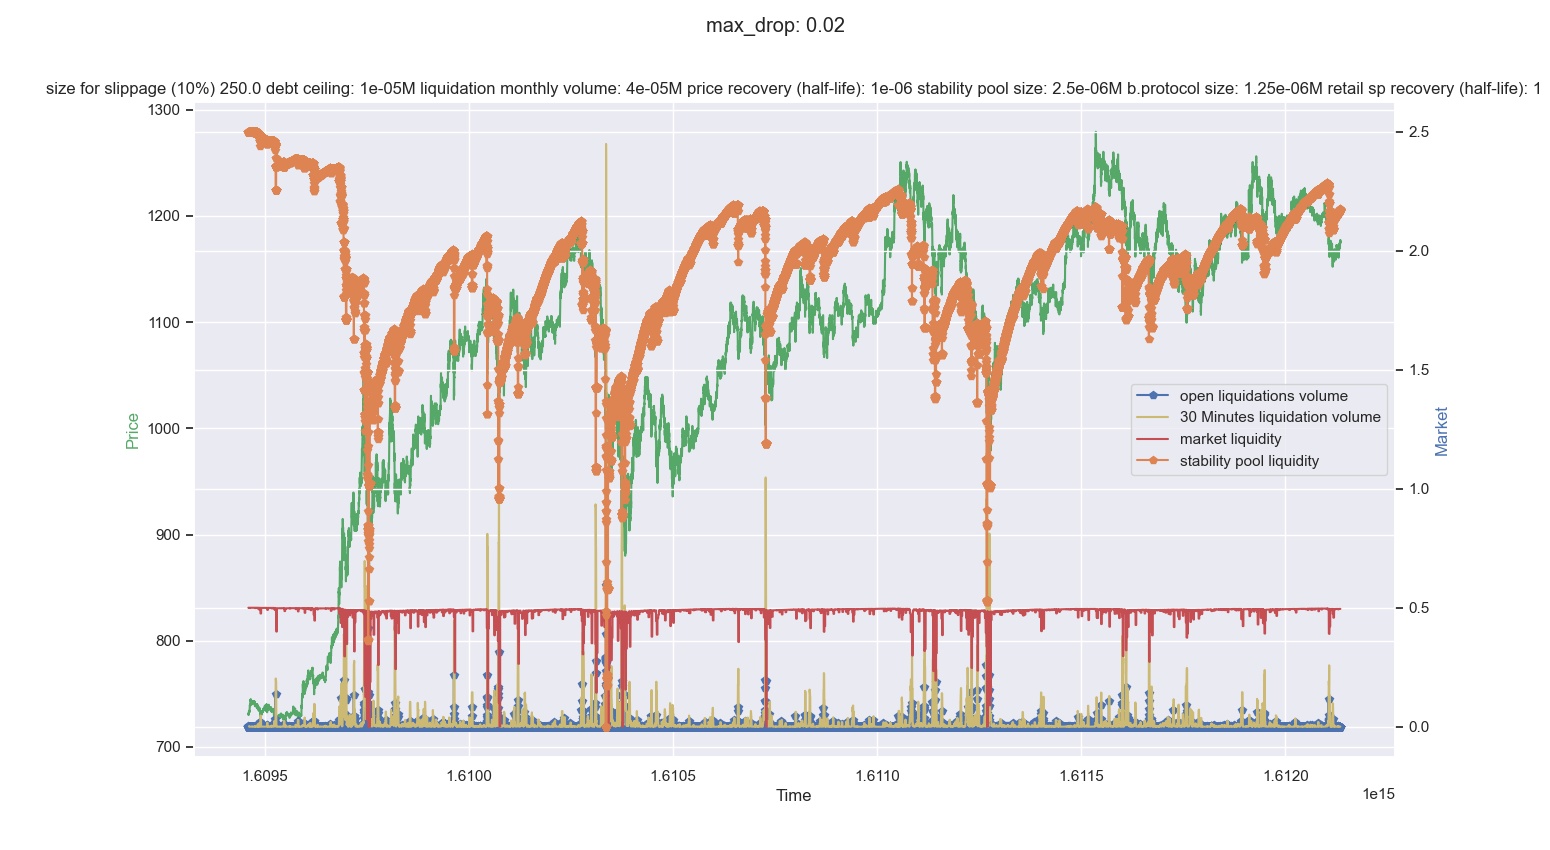 max_drop: 0.02
size for slippage (10%) 250.0 debt ceiling: 1e-05M liquidation monthly volume: 4e-05M price recovery (half-life): 1e-06 stability pool size: 2.5e-06M b.protocol size: 1.25e-06M retail sp recovery (half-life): 1
1300
1200
1100
1000
900
800
700
Price
2.5
2.0
1.5
1.0
0.5
0.0
Market
open liquidations volume
30 Minutes liquidation volume
market liquidity
stability pool liquidity
1.6095
1.6100
1.6105
1.6110
1.6115
1.6120
Time
1e15